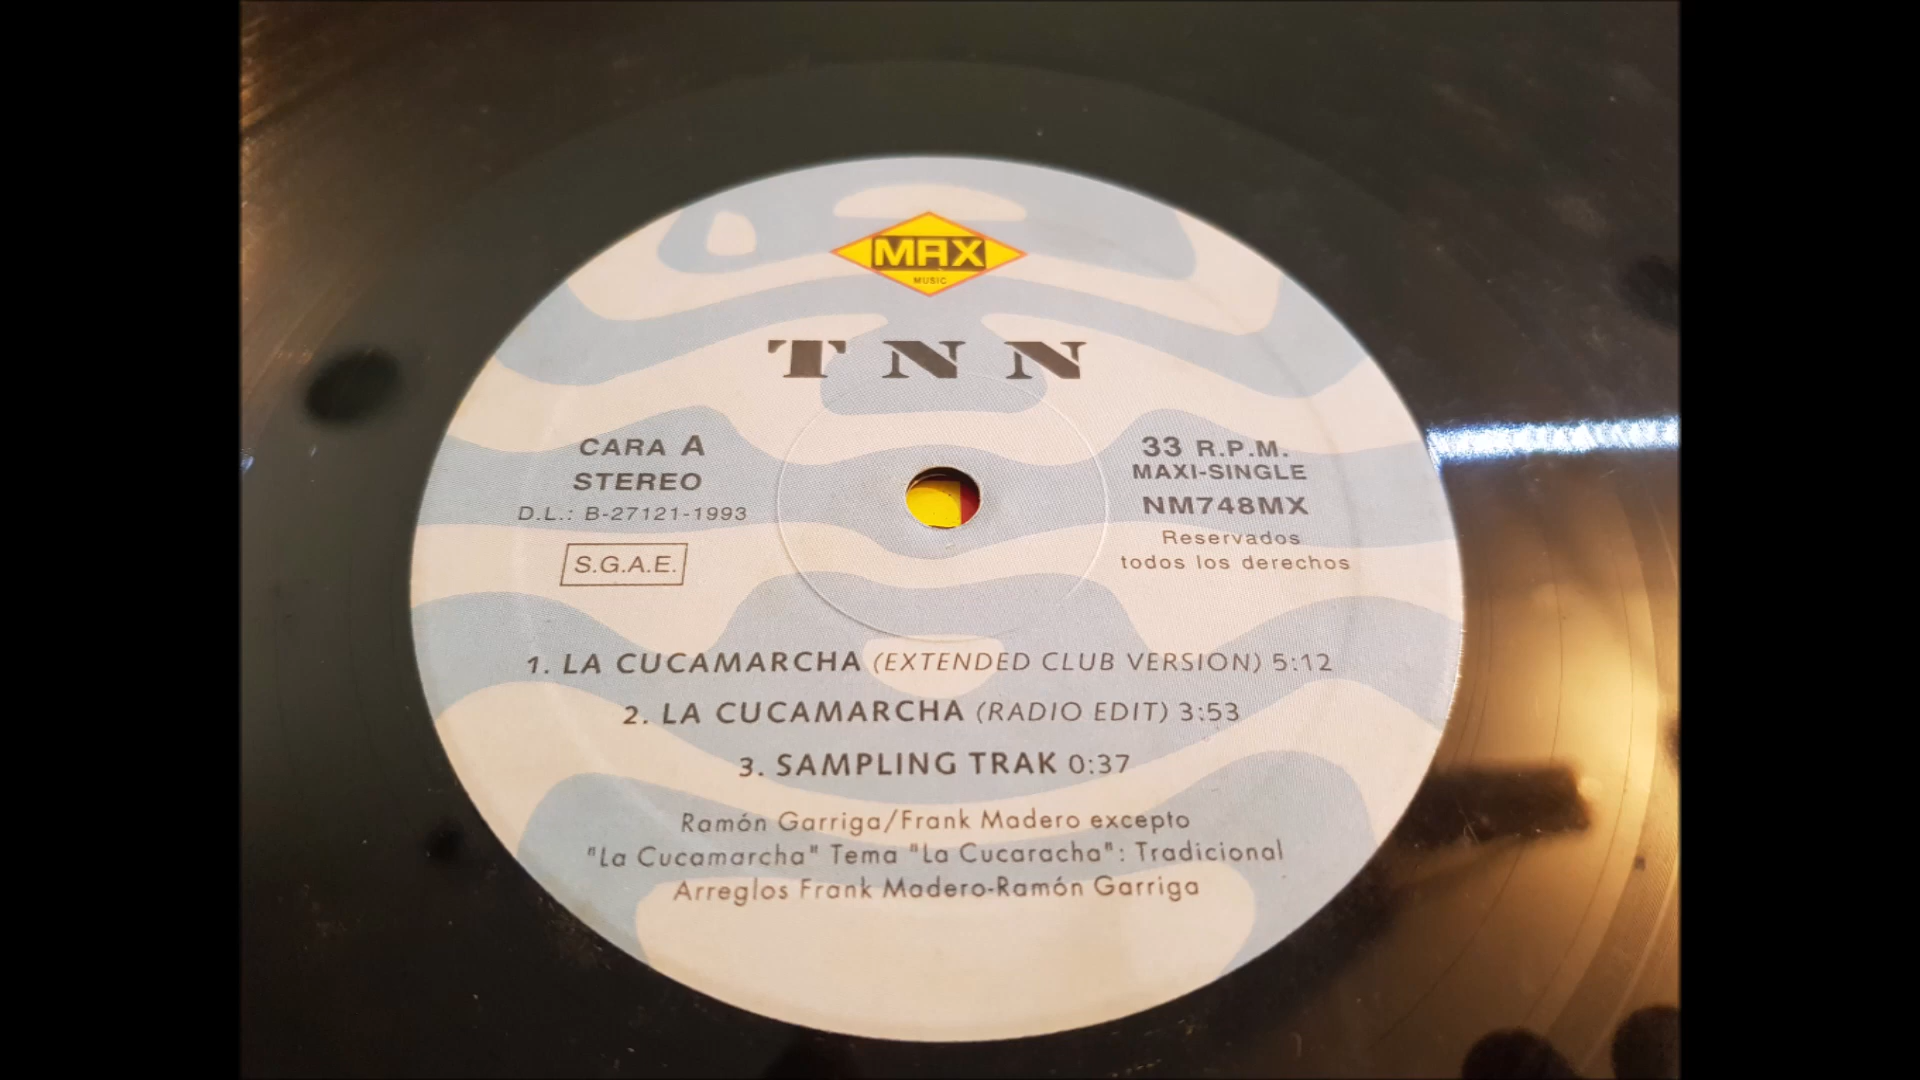 MAX
MUSIC
TNN
CARA A
STEREO
D.L.: B-27121-1993
S.G.A.E.
33 R.P.M.
MAXI-SINGLE
NM748MX
Reservados
todos los derechos
1. LA CUCAMARCHA (EXTENDED CLUB VERSION) 5:12
2. LA CUCAMARCHA (RADIO EDIT) 3:53
3. SAMPLING TRAK 0:37
Ramón Garriga/Frank Madero excepto
"La Cucamarcha" Tema "La Cucaracha": Tradicional
Arreglos Frank Madero-Ramón Garriga